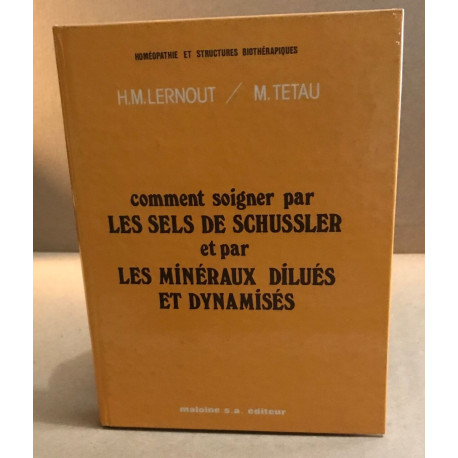 HOMÉOPATHIE ET STRUCTURES BIOTHÉRAPIQUES
H.M.LERNOUT / M.TETAU
comment soigner par
LES SELS DE SCHUSSLER
et par
LES MINÉRAUX DILUÉS
ET DYNAMISÉS
maloine s.a éditeur